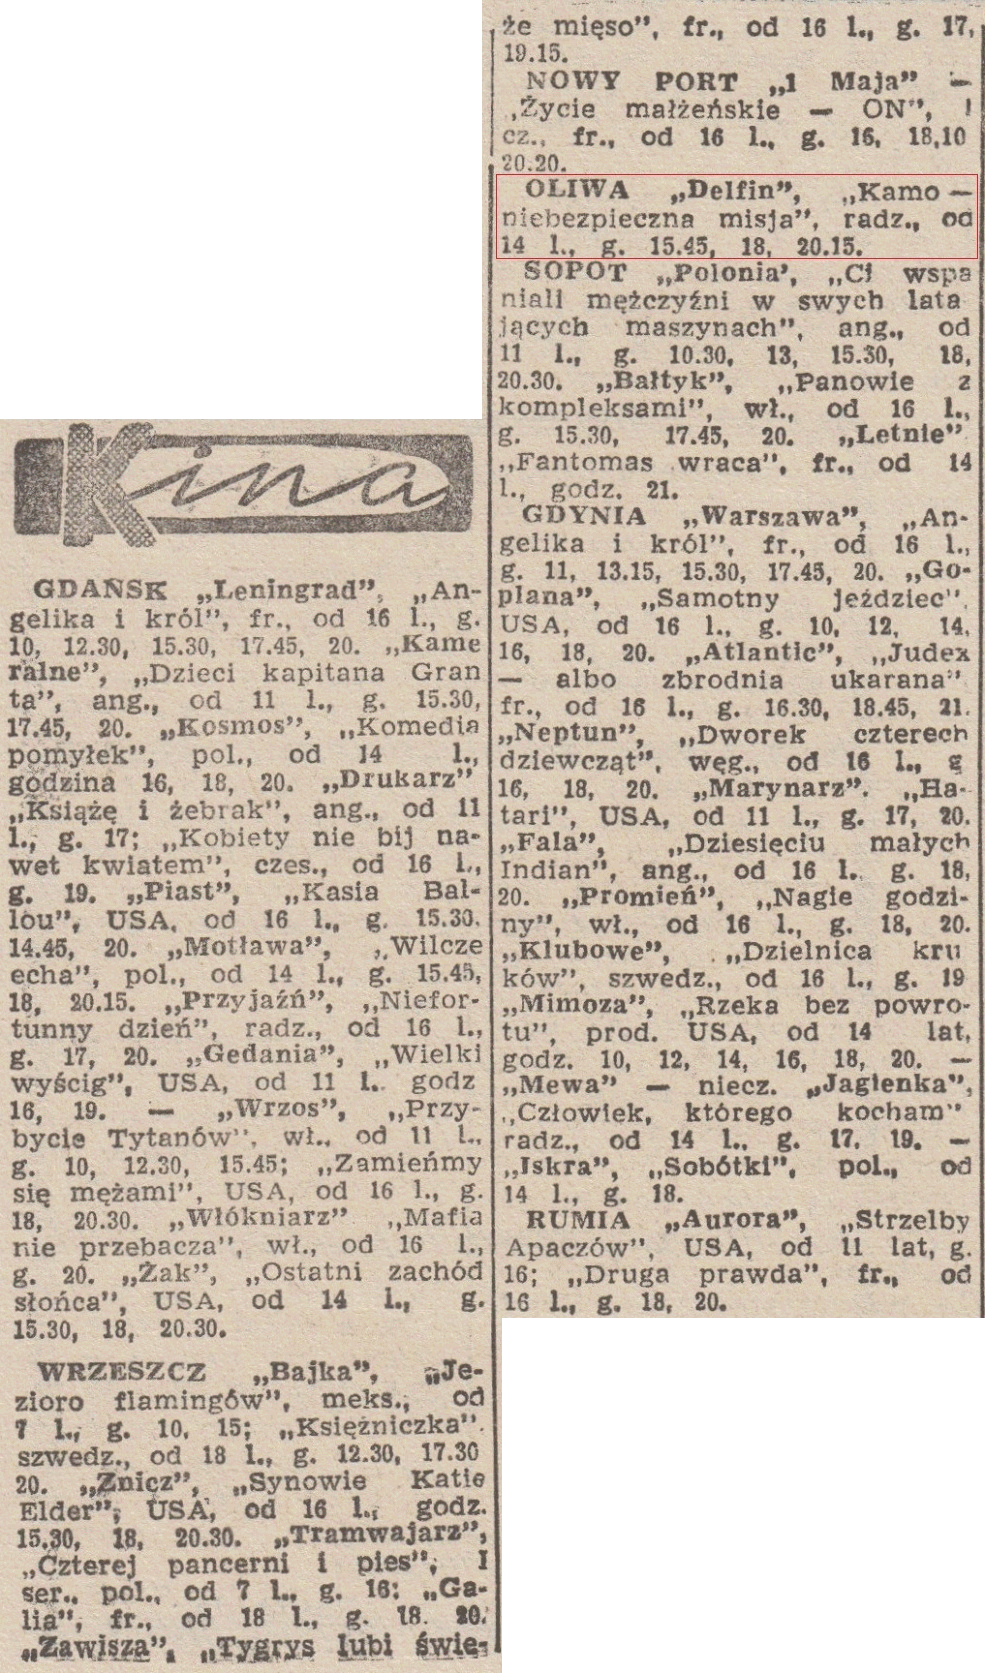 Kina
GDAŃSK „Leningrad”, „An-
gelika i król”, fr., od 16 l., g.
10, 12.30, 15.30, 17.45, 20. „Kame
ralne”, „Dzieci kapitana Gran
ta”, ang., od 11 l., g. 15.30,
17.45, 20. „Kosmos”, „Komedia
pomyłek”, pol., od 14 l.,
godzina 16, 18, 20. „Drukarz”
„Książę i żebrak”, ang., od 11
l., g. 17; „Kobiety nie bij na-
wet kwiatem”, czes., od 16 l.,
g. 19. „Piast”, „Kasia Bal-
lou”, USA, od 16 l., g. 15.30.
14.45, 20. „Motława”, „Wilcze
echa”, pol., od 14 l., g. 15.45,
18, 20.15. „Przyjaźń”, „Niefor-
tunny dzień”, radz., od 16 l.,
g. 17, 20. „Gedania”, „Wielki
wyścig”, USA, od 11 l. godz
16, 19. — „Wrzos”, „Przy-
bycie Tytanów”, wł., od 11 l.,
g. 10, 12.30, 15.45; „Zamieńmy
się mężami”, USA, od 16 l., g.
18, 20.30. „Włókniarz” „Mafia
nie przebacza”, wł., od 16 l.,
g. 20. „Żak”, „Ostatni zachód
słońca”, USA, od 14 l., g.
15.30, 18, 20.30.
WRZESZCZ „Bajka”, „Je-
zioro flamingów”, meks., od
7 l., g. 10, 15; „Księżniczka”.
szwedz., od 18 l., g. 12.30, 17.30
20. „Znicz”, „Synowie Katie
Elder”, USA, od 16 l., godz.
15.30, 18, 20.30. „Tramwajarz”,
„Czterej pancerni i pies”, I
ser., pol., od 7 l., g. 16; „Ga-
lia”, fr., od 18 l., g. 18. 20.
„Zawisza”, „Tygrys lubi świe-
że mięso”, fr., od 16 l., g. 17,
19.15.
NOWY PORT „1 Maja” —
„Życie małżeńskie — ON”, I
cz., fr., od 16 l., g. 16, 18,10
20.20.
OLIWA „Delfin”, „Kamo —
niebezpieczna misja”, radz., od
14 l., g. 15.45, 18, 20.15.
SOPOT „Polonia’, „Ci wspa
niali mężczyźni w swych lata
jących maszynach”, ang., od
11 l., g. 10.30, 13, 15.30, 18,
20.30. „Bałtyk”, „Panowie z
kompleksami”, wł., od 16 l.,
g. 15.30, 17.45, 20. „Letnie”
„Fantomas wraca”, fr., od 14
l., godz. 21.
GDYNIA „Warszawa”, „An-
gelika i król”, fr., od 16 l.,
g. 11, 13.15, 15.30, 17.45, 20. „Go-
plana”, „Samotny jeździec”,
USA, od 16 l., g. 10, 12, 14,
16, 18, 20. „Atlantic”, „Judex
— albo zbrodnia ukarana”
fr., od 16 l., g. 16.30, 18.45, 21.
„Neptun”, „Dworek czterech
dziewcząt”, węg., od 16 l., g
16, 18, 20. „Marynarz”. „Ha-
tari”, USA, od 11 l., g. 17, 20.
„Fala”, „Dziesięciu małych
Indian”, ang., od 16 l. g. 18,
20. „Promień”, „Nagie godzi-
ny”, wł., od 16 l., g. 18, 20.
„Klubowe”, „Dzielnica kru
ków”, szwedz., od 16 l., g. 19
„Mimoza”, „Rzeka bez powro-
tu”, prod. USA, od 14 lat,
godz. 10, 12, 14, 16, 18, 20. —
„Mewa” — niecz. „Jagienka”,
„Człowiek, którego kocham”
radz., od 14 l., g. 17, 19. —
„Iskra”, „Sobótki”, pol., od
14 l., g. 18.
RUMIA „Aurora”, „Strzelby
Apaczów”, USA, od 11 lat, g.
16; „Druga prawda”, fr., od
16 l., g. 18, 20.